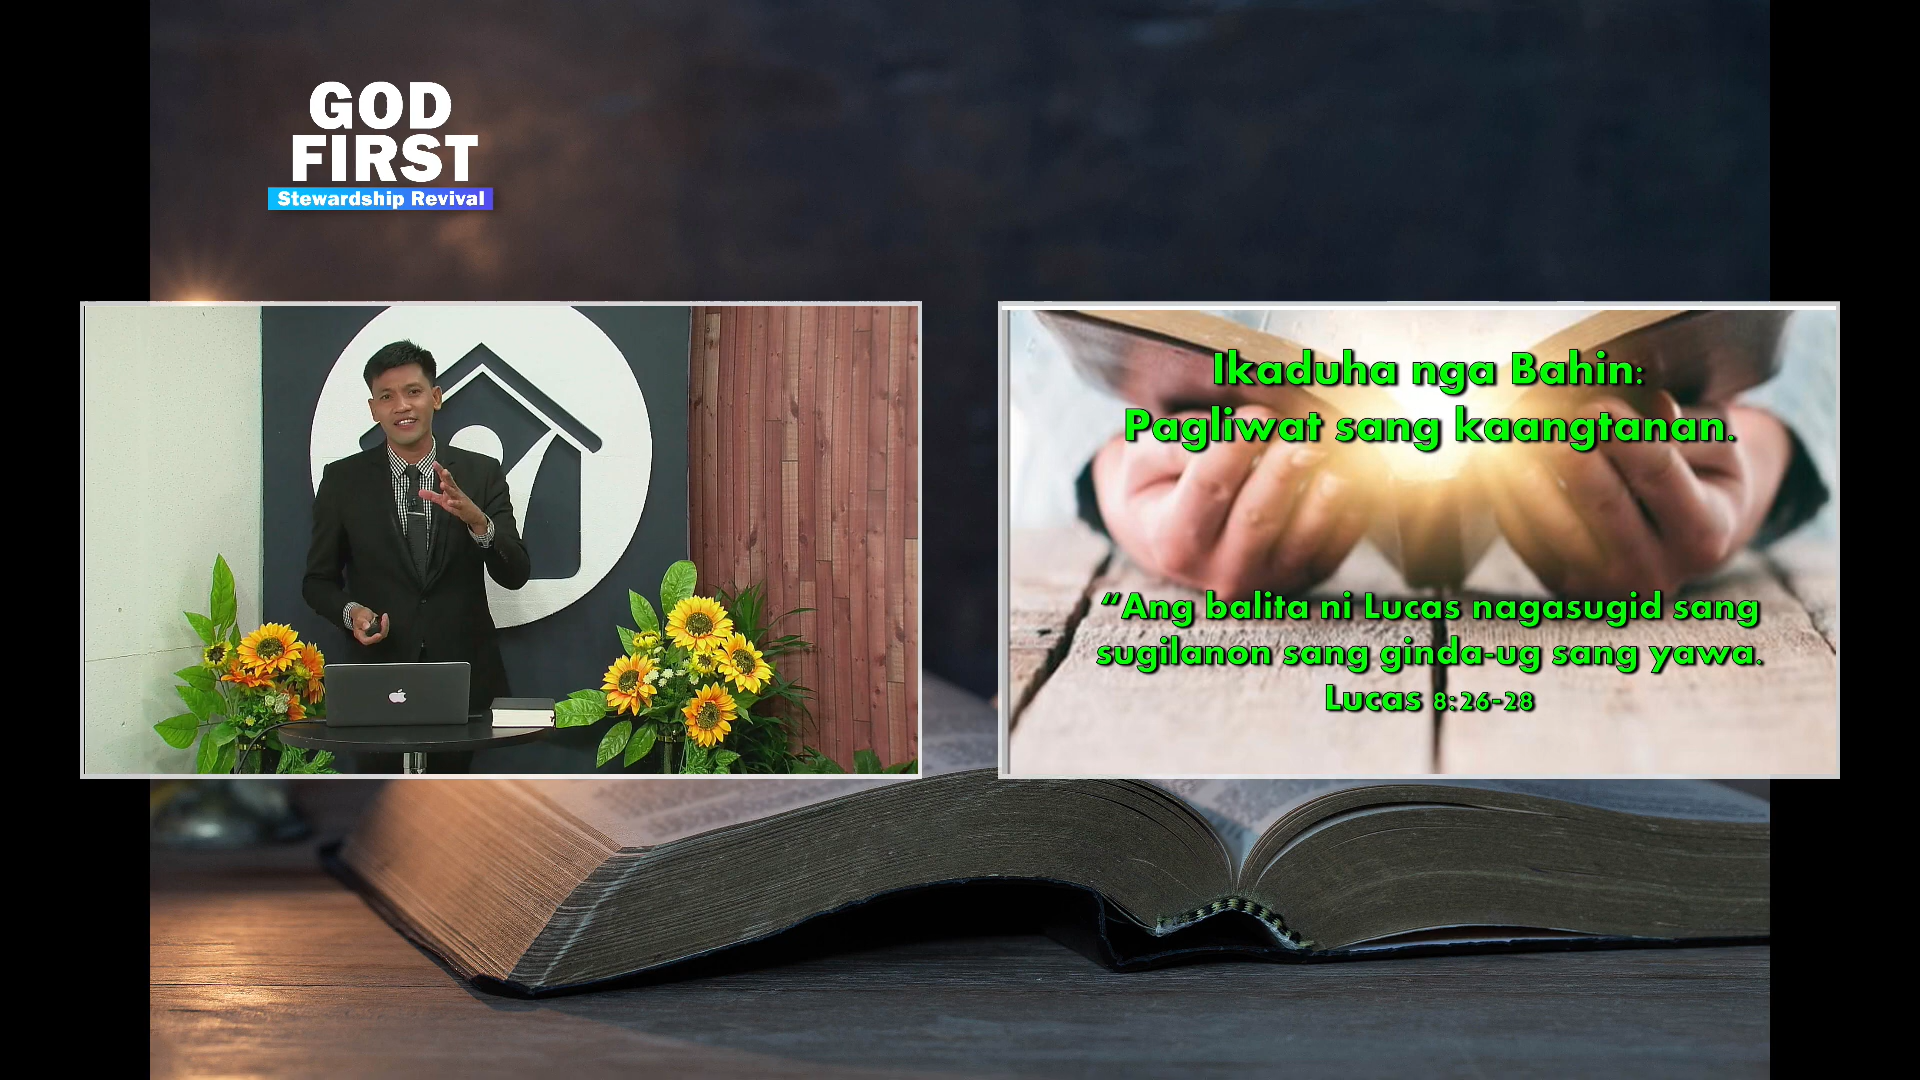 GOD
FIRST
Stewardship Revival
Ikaduha nga Bahin:
Pagliwat sang kaangtanan.
“Ang balita ni Lucas nagasugid sang
sugilanon sang ginda-ug sang yawa.
Lucas 8:26-28